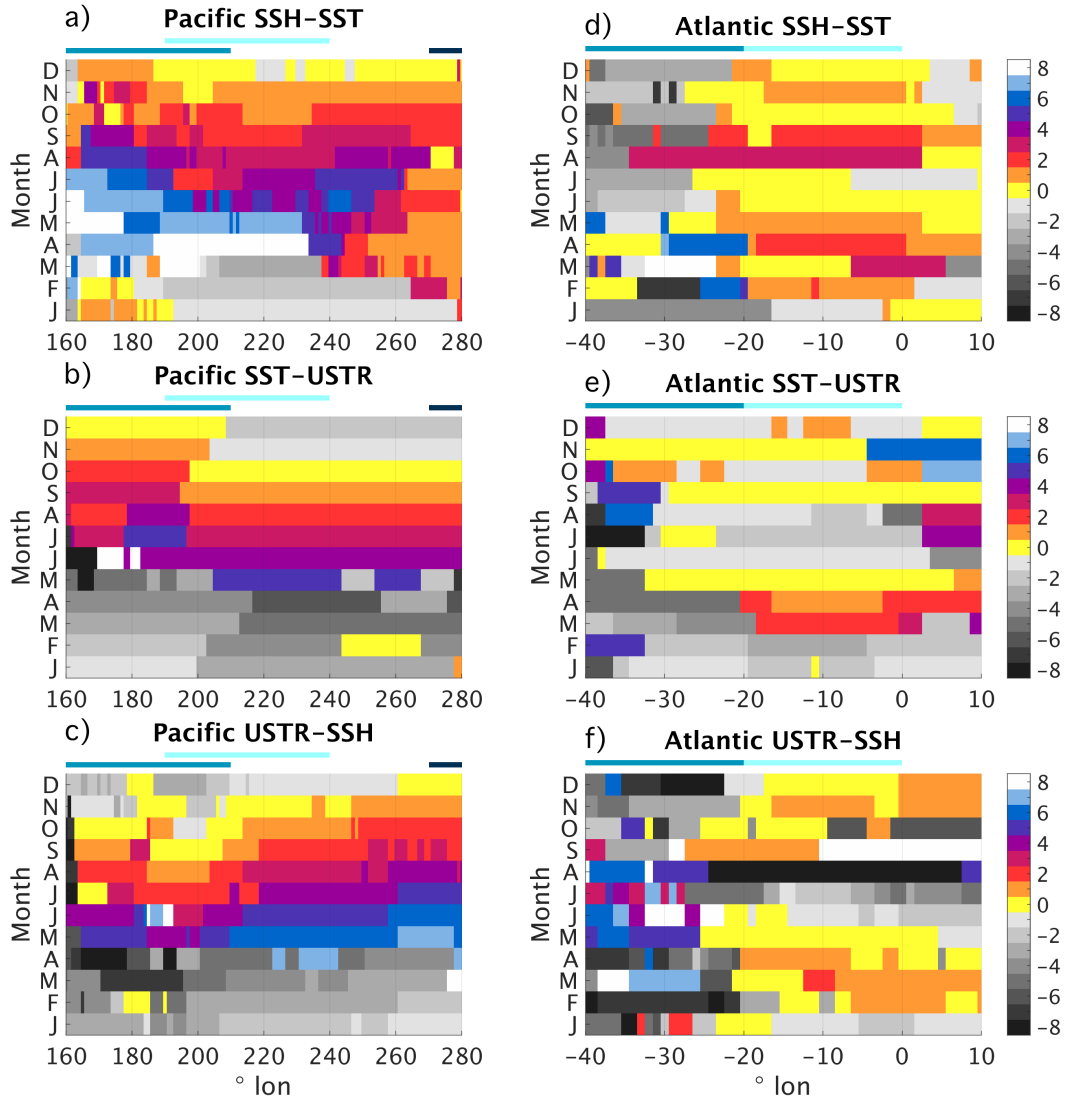 a) Pacific SSH−SST
D
N
O
S
A
J
J
M
A
M
F
J
Month
160 180 200 220 240 260 280
d) Atlantic SSH−SST
D
N
O
S
A
J
J
M
A
M
F
J
Month
−40 −30 −20 −10 0 10
8
6
4
2
0
−2
−4
−6
−8
b) Pacific SST−USTR
D
N
O
S
A
J
J
M
A
M
F
J
Month
160 180 200 220 240 260 280
e) Atlantic SST−USTR
D
N
O
S
A
J
J
M
A
M
F
J
Month
−40 −30 −20 −10 0 10
8
6
4
2
0
−2
−4
−6
−8
c) Pacific USTR−SSH
D
N
O
S
A
J
J
M
A
M
F
J
Month
160 180 200 220 240 260 280
° lon
f) Atlantic USTR−SSH
D
N
O
S
A
J
J
M
A
M
F
J
Month
−40 −30 −20 −10 0 10
° lon
8
6
4
2
0
−2
−4
−6
−8